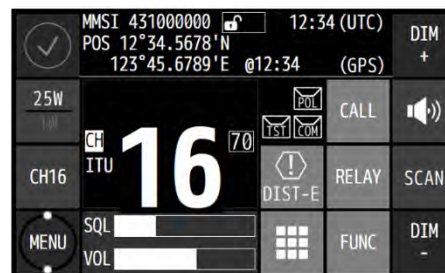 MMSI 431000000 12:34 (UTC)
POS 12°34.5678'N
123°45.6789'E @12:34 (GPS)
DIM
+
25W
1W
CH
ITU
16
70
POL
TST COM
CALL
CH16
DIST-E
RELAY
SCAN
MENU
SQL
VOL
FUNC
DIM
-